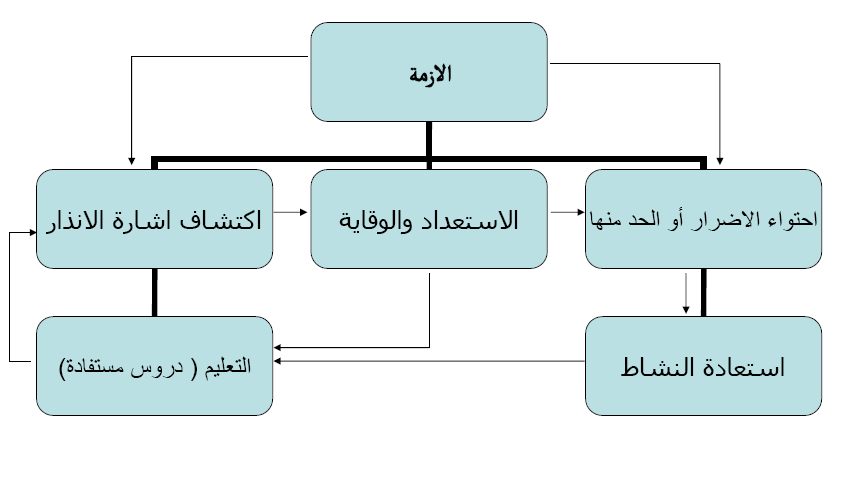 الازمة
احتواء الاضرار أو الحد منها
الاستعداد والوقاية
اكتشاف اشارة الانذار
استعادة النشاط
التعليم ( دروس مستفادة)